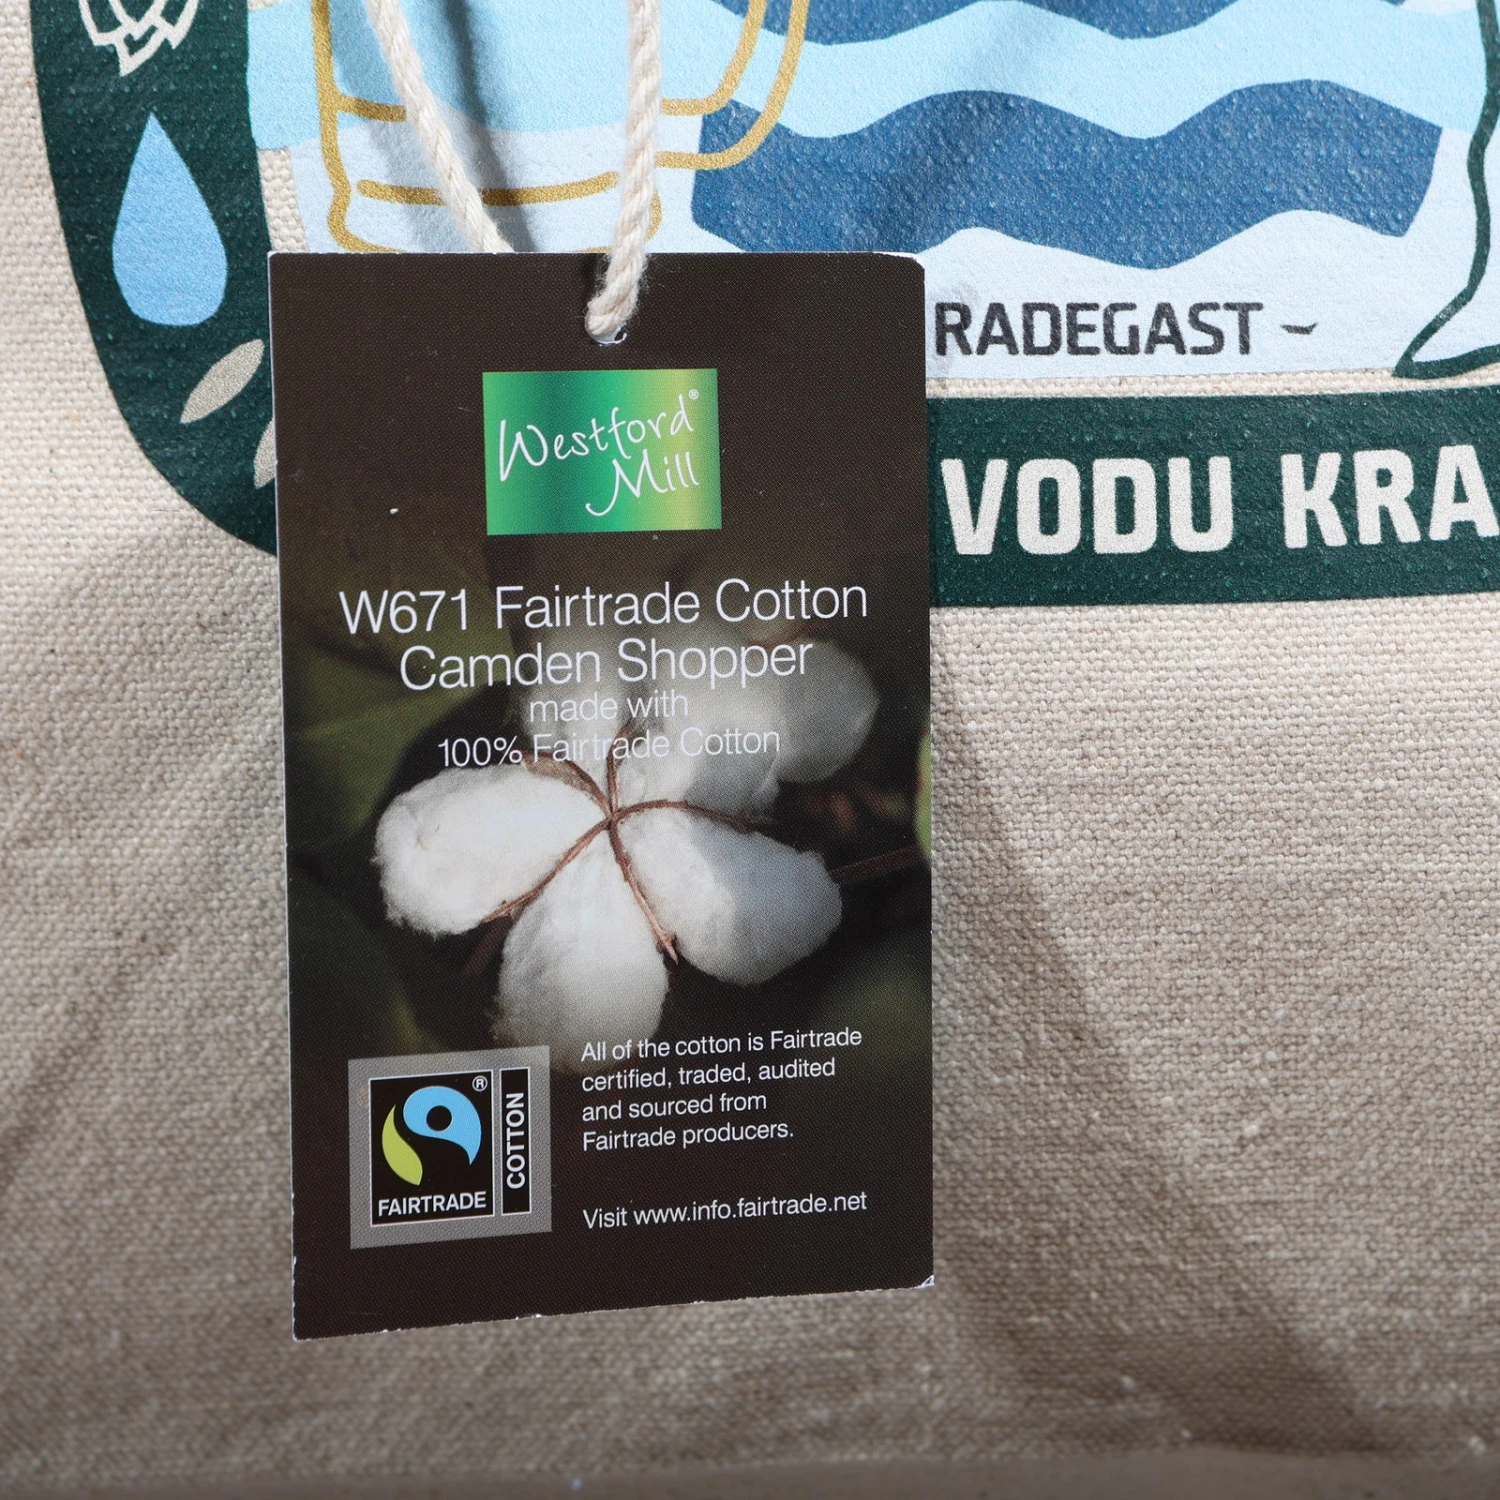 RADEGAST
VODU KRA
Westford®
Mill
W671 Fairtrade Cotton
Camden Shopper
made with
100% Fairtrade Cotton
All of the cotton is Fairtrade
certified, traded, audited
and sourced from
Fairtrade producers.
Visit www.info.fairtrade.net
®
FAIRTRADE
COTTON